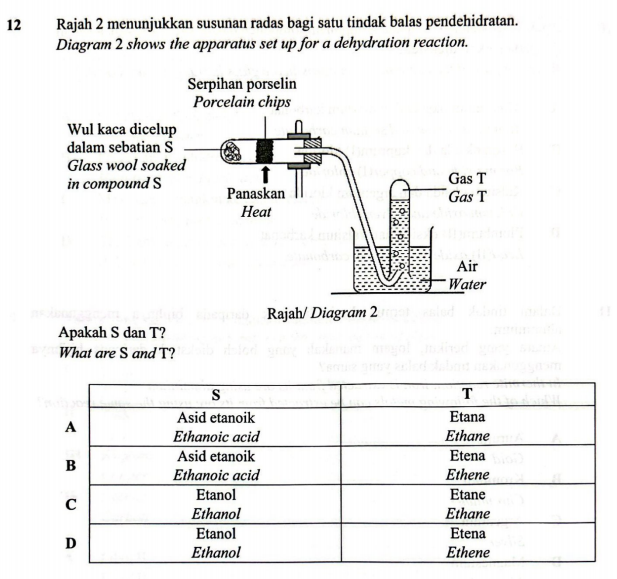 12 Rajah 2 menunjukkan susunan radas bagi satu tindak balas pendehidratan.
Diagram 2 shows the apparatus set up for a dehydration reaction.
Serpihan porselin
Porcelain chips
Wul kaca dicelup
dalam sebatian S
Glass wool soaked
in compound S
Panaskan
Heat
Gas T
Gas T
Air
Water
Rajah/ Diagram 2
Apakah S dan T?
What are S and T?
S T
A Asid etanoik Etana
Ethanoic acid Ethane
B Asid etanoik Etena
Ethanoic acid Ethene
C Etanol Etane
Ethanol Ethane
D Etanol Etena
Ethanol Ethene